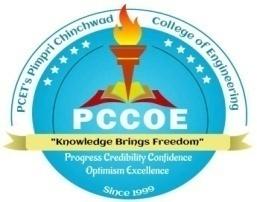 PCET's Pimpri Chinchwad College of Engineering
PCCOE
"Knowledge Brings Freedom"
Progress Credibility Confidence
Optimism Excellence
Since 1999